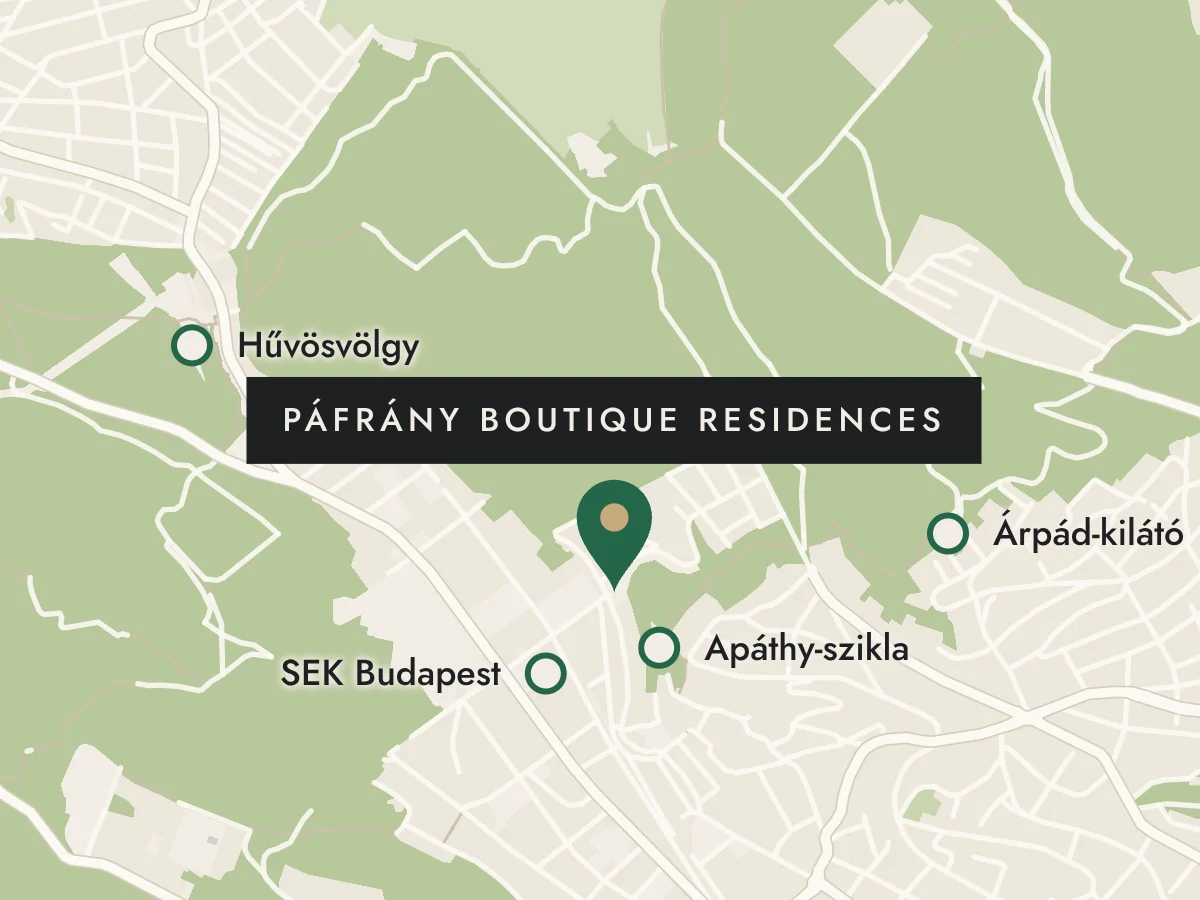 Hűvösvölgy
PÁFRÁNY BOUTIQUE RESIDENCES
Árpád-kilátó
Apáthy-szikla
SEK Budapest